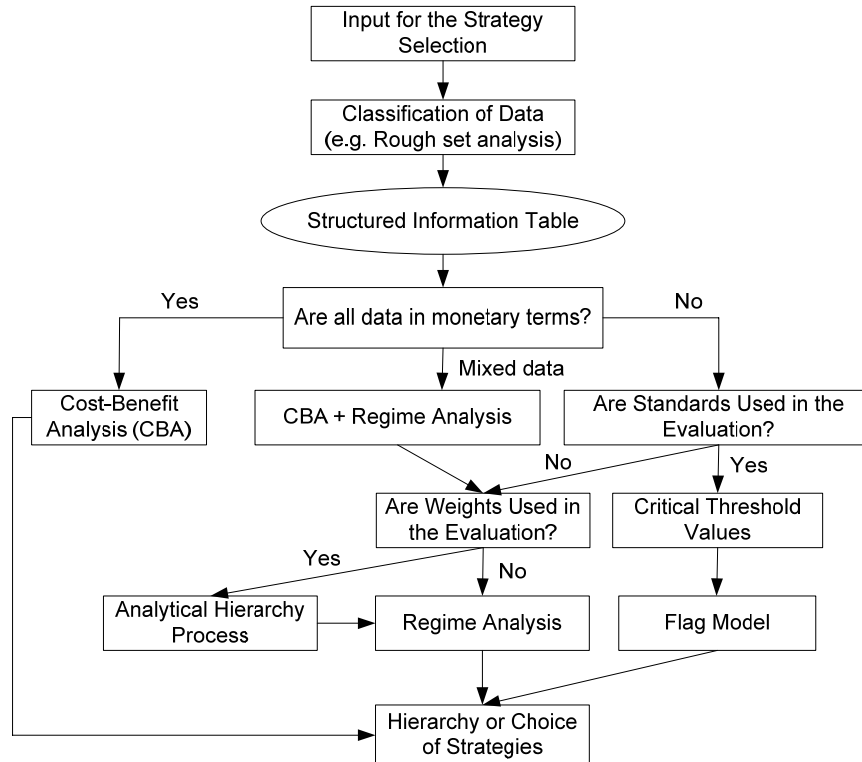 Input for the Strategy
Selection
Classification of Data
(e.g. Rough set analysis)
Structured Information Table
Yes
No
Are all data in monetary terms?
Mixed data
Cost-Benefit
Analysis (CBA)
CBA + Regime Analysis
Are Standards Used in the
Evaluation?
No
Yes
Are Weights Used in
the Evaluation?
Critical Threshold
Values
Yes
No
Analytical Hierarchy
Process
Regime Analysis
Flag Model
Hierarchy or Choice
of Strategies